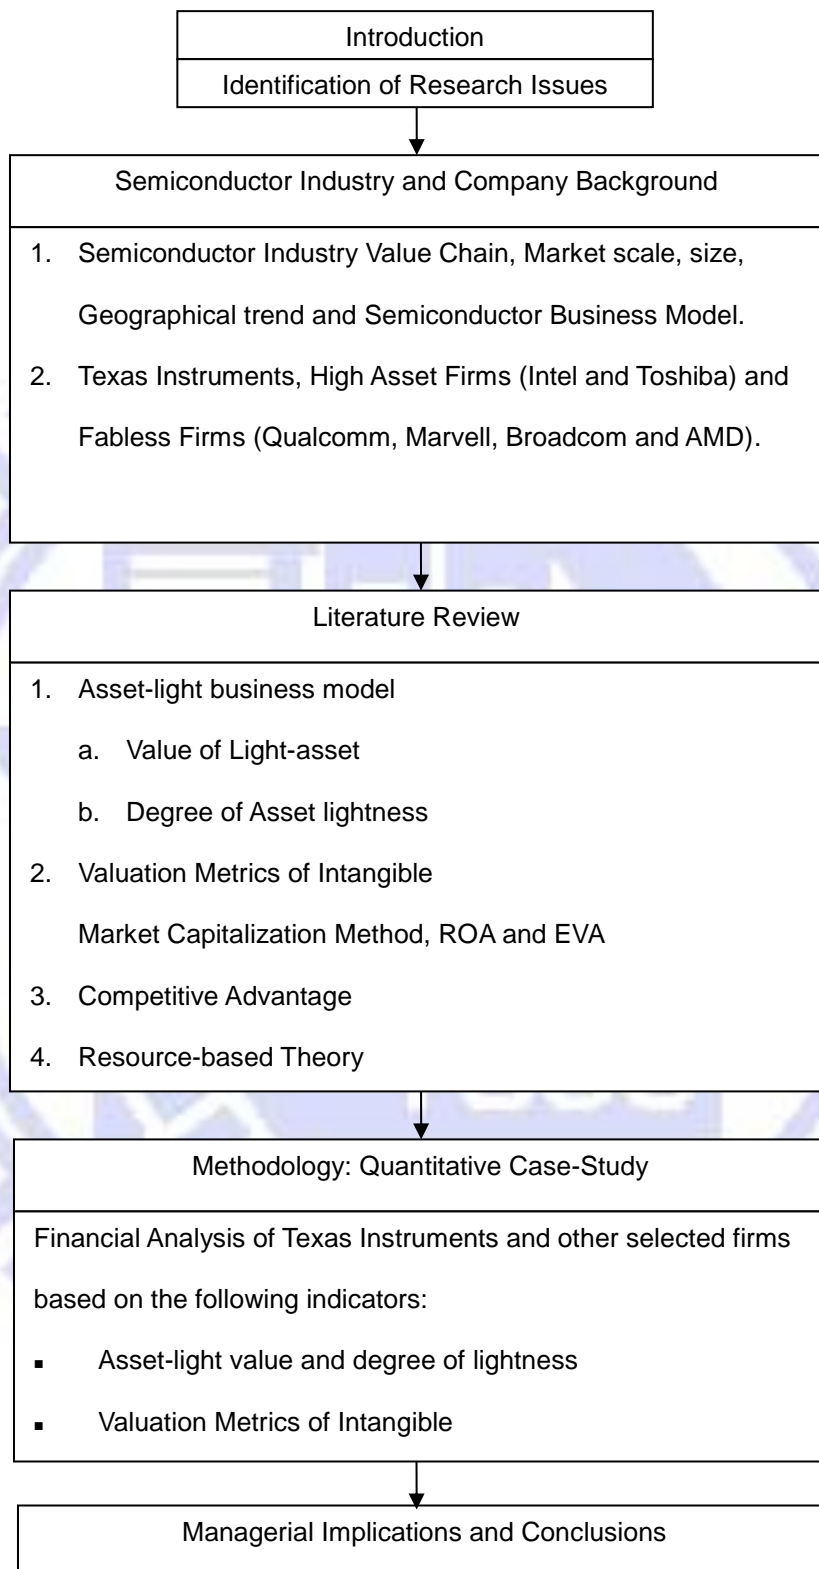 Introduction
Identification of Research Issues
Semiconductor Industry and Company Background
1. Semiconductor Industry Value Chain, Market scale, size,
Geographical trend and Semiconductor Business Model.
2. Texas Instruments, High Asset Firms (Intel and Toshiba) and
Fabless Firms (Qualcomm, Marvell, Broadcom and AMD).
Literature Review
1. Asset-light business model
a. Value of Light-asset
b. Degree of Asset lightness
2. Valuation Metrics of Intangible
Market Capitalization Method, ROA and EVA
3. Competitive Advantage
4. Resource-based Theory
Methodology: Quantitative Case-Study
Financial Analysis of Texas Instruments and other selected firms
based on the following indicators:
▪ Asset-light value and degree of lightness
▪ Valuation Metrics of Intangible
Managerial Implications and Conclusions